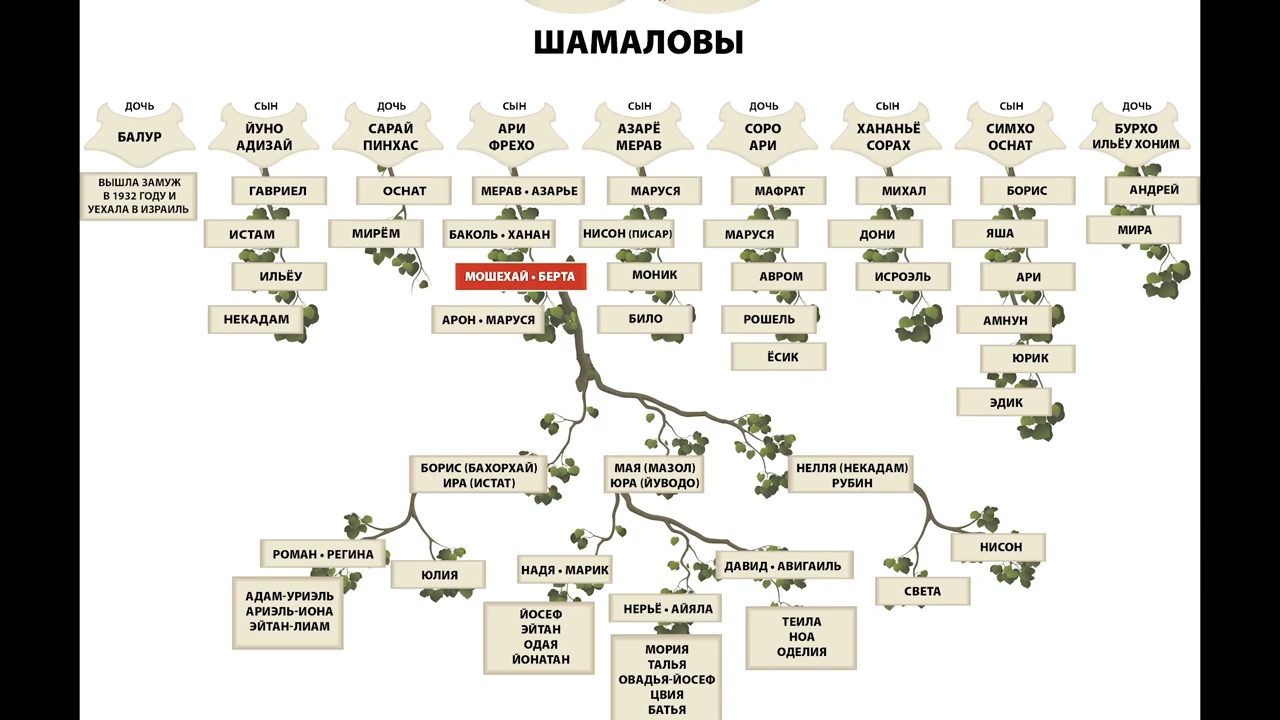 ШАМАЛОВЫ
ДОЧЬ
БАЛУР
ВЫШЛА ЗАМУЖ
В 1932 ГОДУ И
УЕХАЛА В ИЗРАИЛЬ
СЫН
ЙУНО
АДИЗАЙ
ГАВРИЕЛ
ИСТАМ
ИЛЬЁУ
НЕКАДАМ
ДОЧЬ
САРАЙ
ПИНХАС
ОСНАТ
МИРЁМ
СЫН
АРИ
ФРЕХО
МЕРАВ • АЗАРЬЕ
БАКОЛЬ • ХАНАН
МОШЕХАЙ • БЕРТА
АРОН • МАРУСЯ
СЫН
АЗАРЁ
МЕРАВ
МАРУСЯ
НИСОН (ПИСАР)
МОНИК
БИЛО
ДОЧЬ
СОРО
АРИ
МАФРАТ
МАРУСЯ
АВРОМ
РОШЕЛЬ
ЁСИК
СЫН
ХАНАНЬЁ
СОРАХ
МИХАЛ
ДОНИ
ИСРОЭЛЬ
СЫН
СИМХО
ОСНАТ
БОРИС
ЯША
АРИ
АМНУН
ЮРИК
ЭДИК
ДОЧЬ
БУРХО
ИЛЬЁУ ХОНИМ
АНДРЕЙ
МИРА
БОРИС (БАХОРХАЙ)
ИРА (ИСТАТ)
МАЯ (МАЗОЛ)
ЮРА (ЙУВОДО)
НЕЛЛЯ (НЕКАДАМ)
РУБИН
РОМАН • РЕГИНА
АДАМ-УРИЭЛЬ
АРИЭЛЬ-ИОНА
ЭЙТАН-ЛИАМ
ЮЛИЯ
НАДЯ • МАРИК
ЙОСЕФ
ЭЙТАН
ОДАЯ
ЙОНАТАН
НЕРЬЁ • АЙЯЛА
МОРИЯ
ТАЛЬЯ
ОВАДЬЯ-ЙОСЕФ
ЦВИЯ
БАТЬЯ
ДАВИД • АВИГАИЛЬ
ТЕИЛА
НОА
ОДЕЛИЯ
СВЕТА
НИСОН